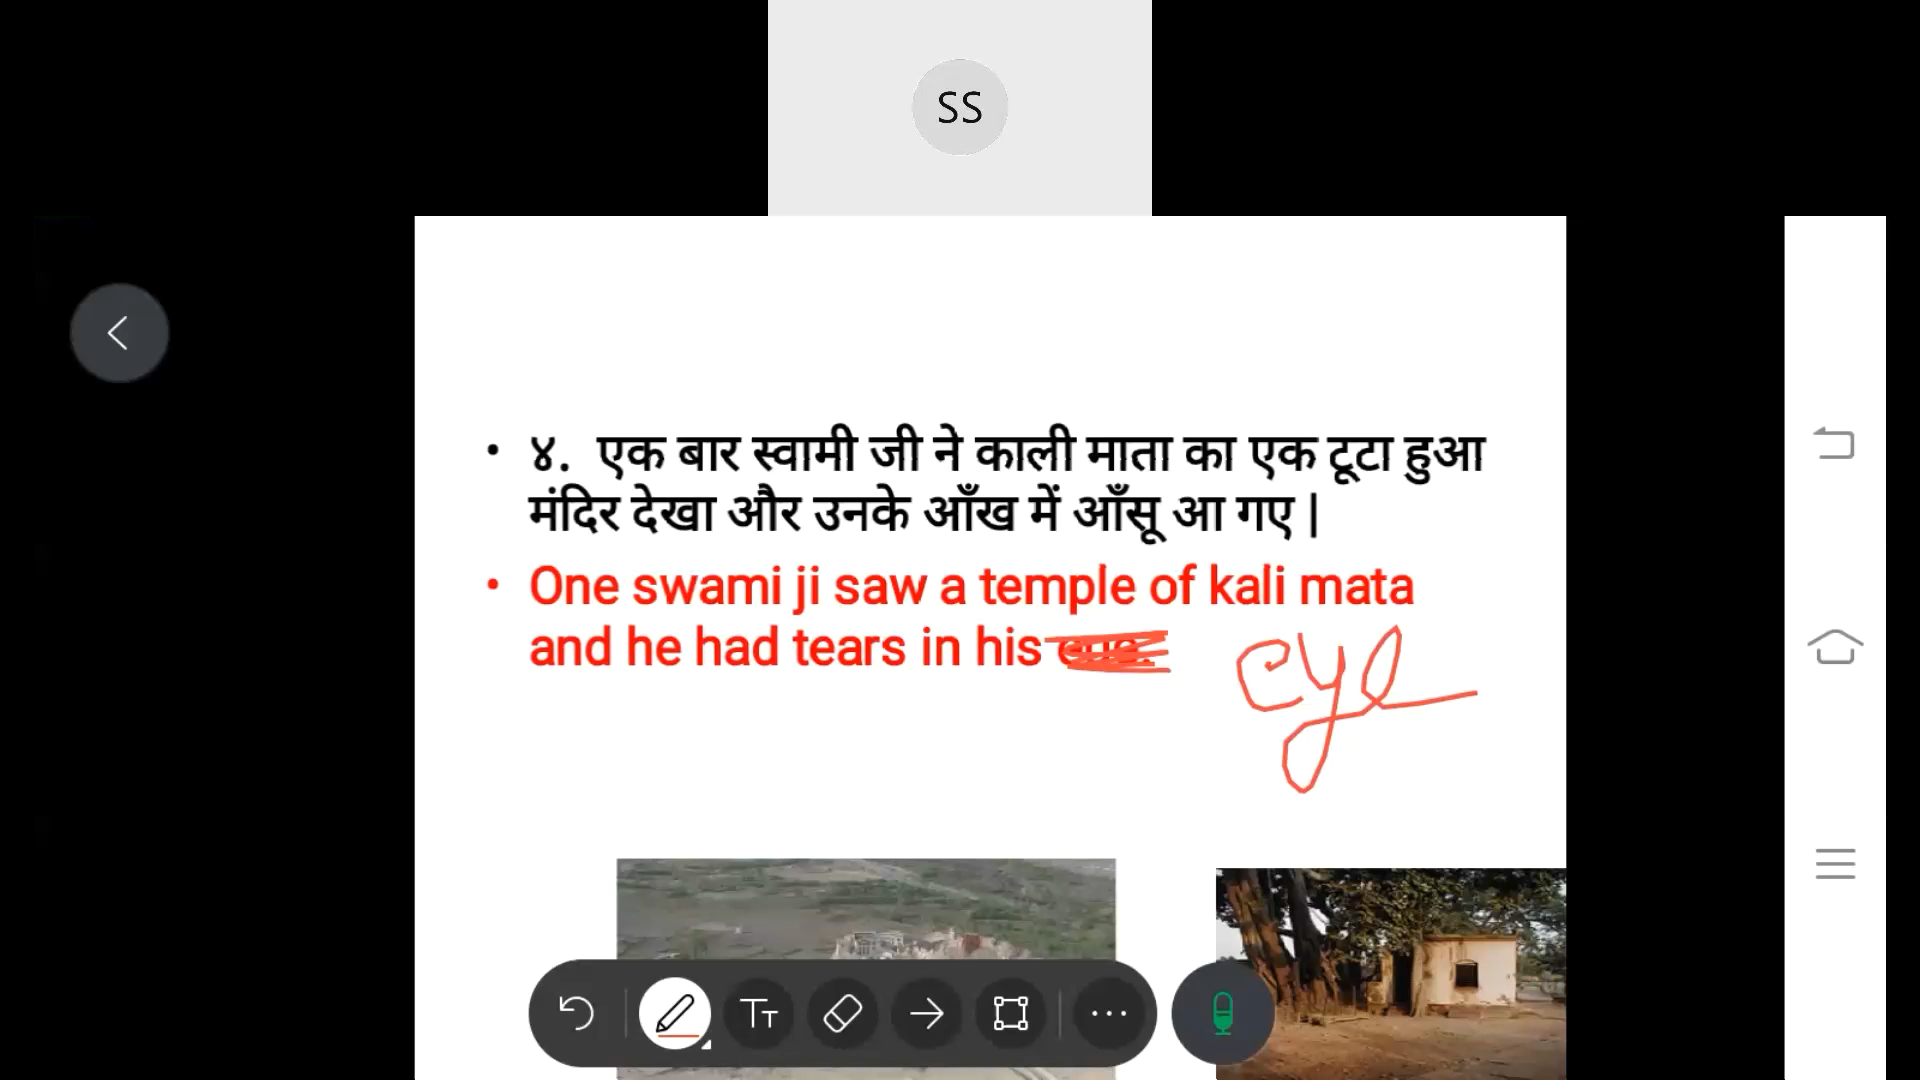 SS
• ४. एक बार स्वामी जी ने काली माता का एक टूटा हुआ
मंदिर देखा और उनके आँख में आँसू आ गए |
• One swami ji saw a temple of kali mata
and he had tears in his
eye
TT